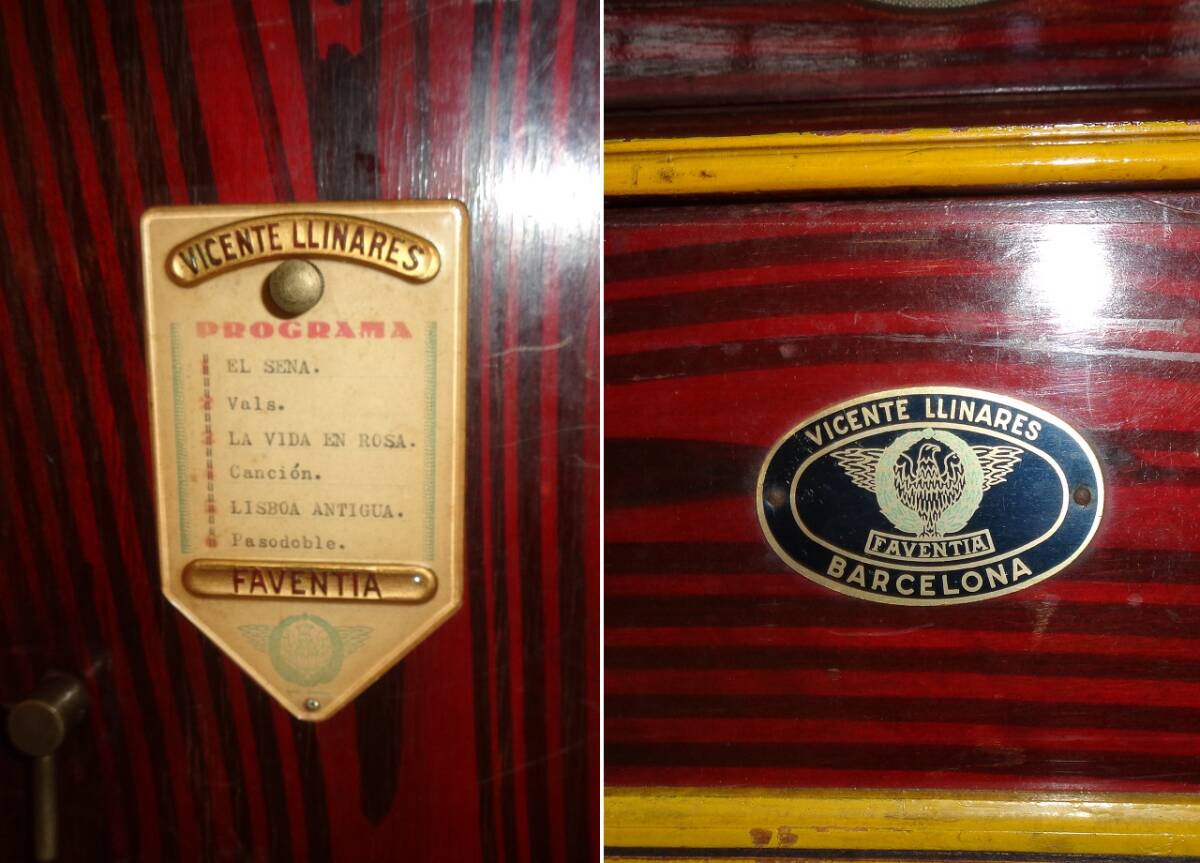 VICENTE LLINARES
PROGRAMA
EL SENA.
Vals.
LA VIDA EN ROSA.
Canción.
LISBOA ANTIGUA.
Pasodoble.
FAVENTIA
VICENTE LLINARES
FAVENTIA
BARCELONA